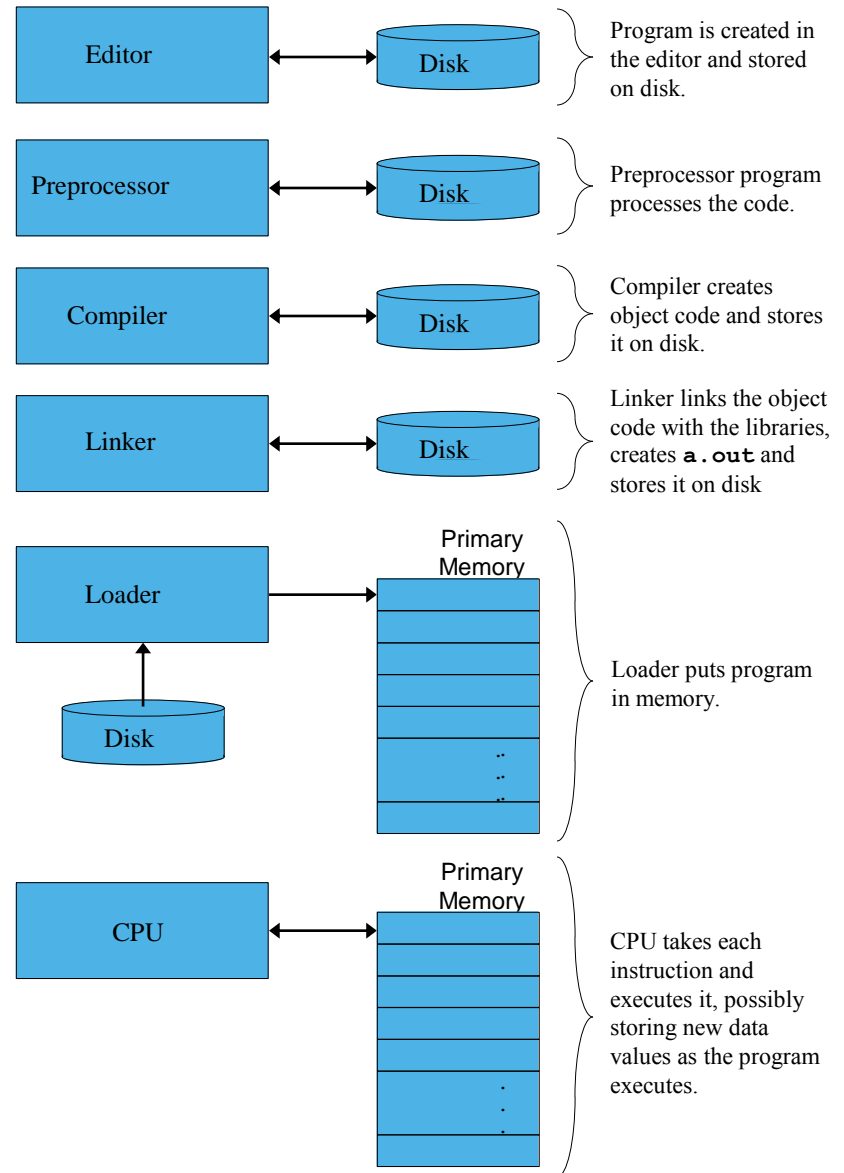 Editor
Disk
Program is created in
the editor and stored
on disk.
Preprocessor
Disk
Preprocessor program
processes the code.
Compiler
Disk
Compiler creates
object code and stores
it on disk.
Linker
Disk
Linker links the object
code with the libraries,
creates a.out and
stores it on disk
Loader
Disk
Primary
Memory
Loader puts program
in memory.
CPU
Primary
Memory
CPU takes each
instruction and
executes it, possibly
storing new data
values as the program
executes.